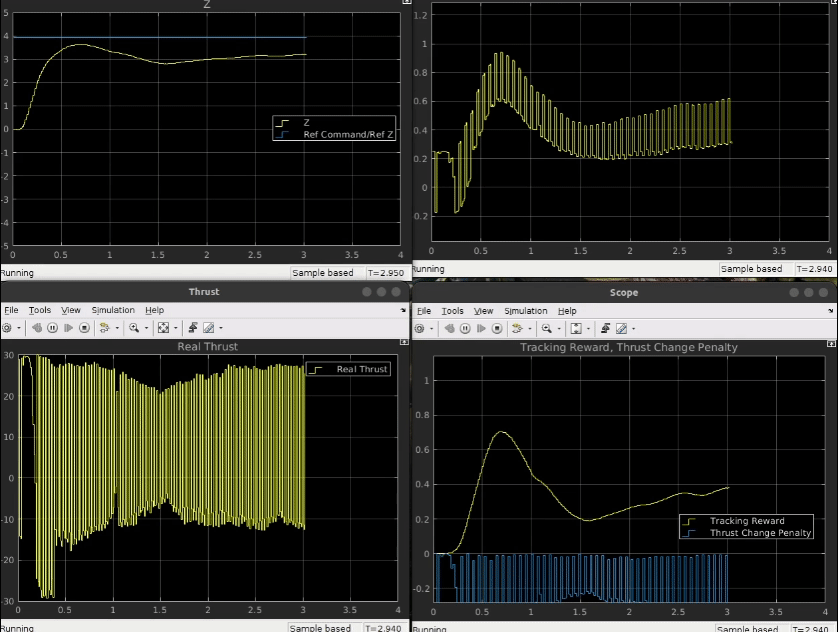 Z
5
4
3
2
1
0
-1
-2
-3
-4
-5
Z
Ref Command/Ref Z
0 0.5 1 1.5 2 2.5 3 3.5 4
Running Sample based T=2.950
1.2
1
0.8
0.6
0.4
0.2
0
0.2
0 0.5 1 1.5 2 2.5 3 3.5 4
Running Sample based T=2.940
Thrust
File Tools View Simulation Help
Real Thrust
30
20
10
0
-10
-20
-30
Real Thrust
0 0.5 1 1.5 2 2.5 3 3.5 4
Running Sample based T=2.940
Scope
File Tools View Simulation Help
Tracking Reward, Thrust Change Penalty
1
0.8
0.6
0.4
0.2
0
-0.2
Tracking Reward
Thrust Change Penalty
0 0.5 1 1.5 2 2.5 3 3.5 4
Running Sample based T=2.940